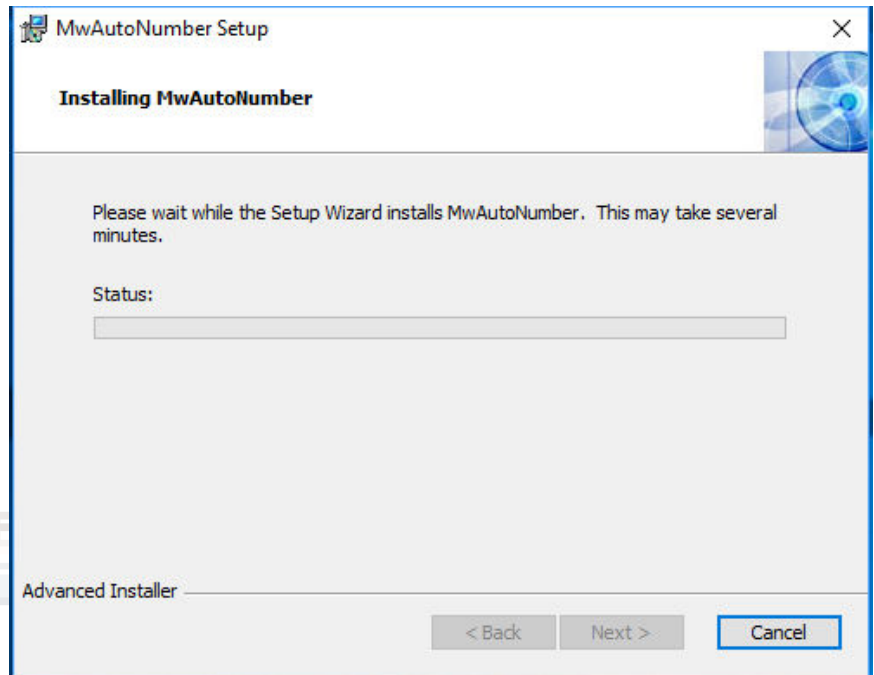 MwAutoNumber Setup
Installing MwAutoNumber
Please wait while the Setup Wizard installs MwAutoNumber. This may take several
minutes.
Status:
Advanced Installer
< Back Next > Cancel